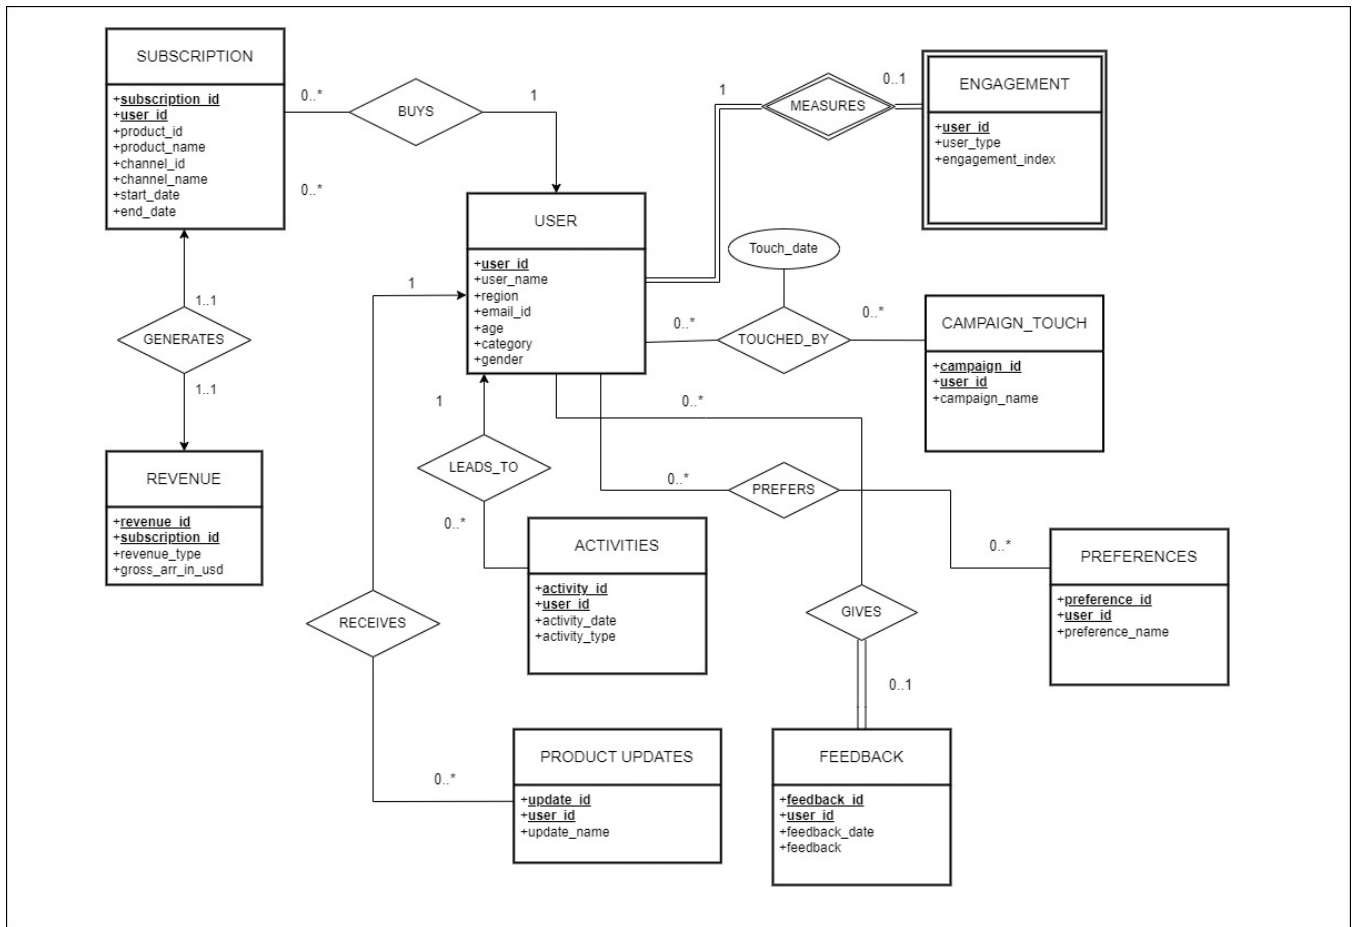 SUBSCRIPTION
+subscription_id
+user_id
+product_id
+product_name
+channel_id
+channel_name
+start_date
+end_date
0..*
BUYS
1
0..*
1
MEASURES
0..1
ENGAGEMENT
+user_id
+user_type
+engagement_index
USER
+user_id
+user_name
+region
+email_id
+age
+category
+gender
Touch_date
0..*
TOUCHED_BY
0..*
CAMPAIGN_TOUCH
+campaign_id
+user_id
+campaign_name
1..1
GENERATES
1..1
REVENUE
+revenue_id
+subscription_id
+revenue_type
+gross_arr_in_usd
1
1
LEADS_TO
0..*
ACTIVITIES
+activity_id
+user_id
+activity_date
+activity_type
0..*
0..*
PREFERS
0..*
PREFERENCES
+preference_id
+user_id
+preference_name
RECEIVES
0..*
PRODUCT UPDATES
+update_id
+user_id
+update_name
GIVES
0..1
FEEDBACK
+feedback_id
+user_id
+feedback_date
+feedback